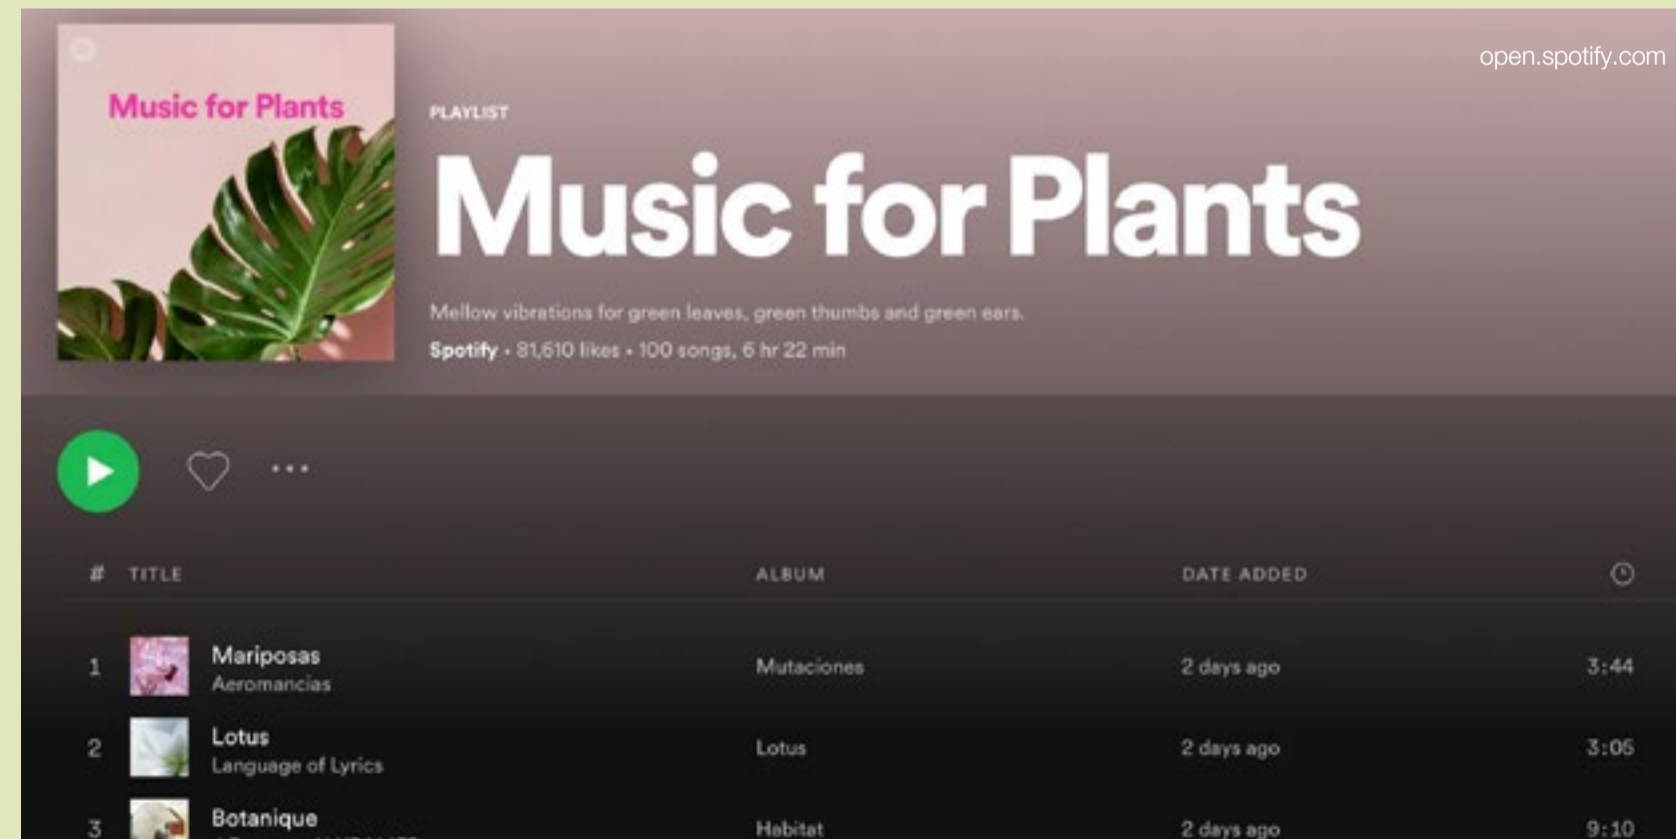 open.spotify.com
Music for Plants
PLAYLIST
Music for Plants
Mellow vibrations for green leaves, green thumbs and green ears.
Spotify • 81,610 likes • 100 songs, 6 hr 22 min
# TITLE ALBUM DATE ADDED
1 Mariposas Mutaciones 2 days ago 3:44
Aeromancias
2 Lotus Lotus 2 days ago 3:05
Language of Lyrics
3 Botanique Habitat 2 days ago 9:10